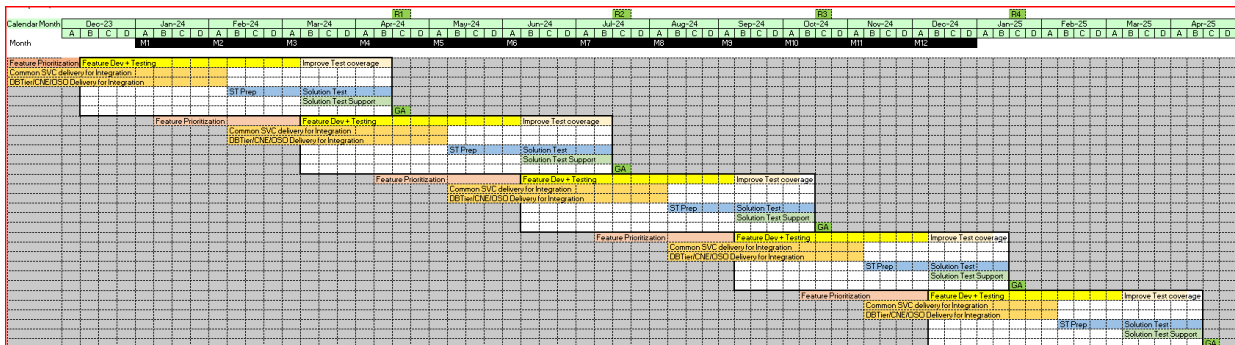 R1 R2 R3 R4
Calendar Month Dec-23 Jan-24 Feb-24 Mar-24 Apr-24 May-24 Jun-24 Jul-24 Aug-24 Sep-24 Oct-24 Nov-24 Dec-24 Jan-25 Feb-25 Mar-25 Apr-25
A B C D A B C D A B C D A B C D A B C D A B C D A B C D A B C D A B C D A B C D A B C D A B C D A B C D A B C D A B C D A B C D A B C D
Month M1 M2 M3 M4 M5 M6 M7 M8 M9 M10 M11 M12
Feature Prioritization Feature Dev + Testing Improve Test coverage
Common SVC delivery for Integration
DBTier/CNE/OSO Delivery for Integration
ST Prep Solution Test
Solution Test Support
GA
Feature Prioritization Feature Dev + Testing Improve Test coverage
Common SVC delivery for Integration
DBTier/CNE/OSO Delivery for Integration
ST Prep Solution Test
Solution Test Support
GA
Feature Prioritization Feature Dev + Testing Improve Test coverage
Common SVC delivery for Integration
DBTier/CNE/OSO Delivery for Integration
ST Prep Solution Test
Solution Test Support
GA
Feature Prioritization Feature Dev + Testing Improve Test coverage
Common SVC delivery for Integration
DBTier/CNE/OSO Delivery for Integration
ST Prep Solution Test
Solution Test Support
GA
Feature Prioritization Feature Dev + Testing Improve Test coverage
Common SVC delivery for Integration
DBTier/CNE/OSO Delivery for Integration
ST Prep Solution Test
Solution Test Support
GA